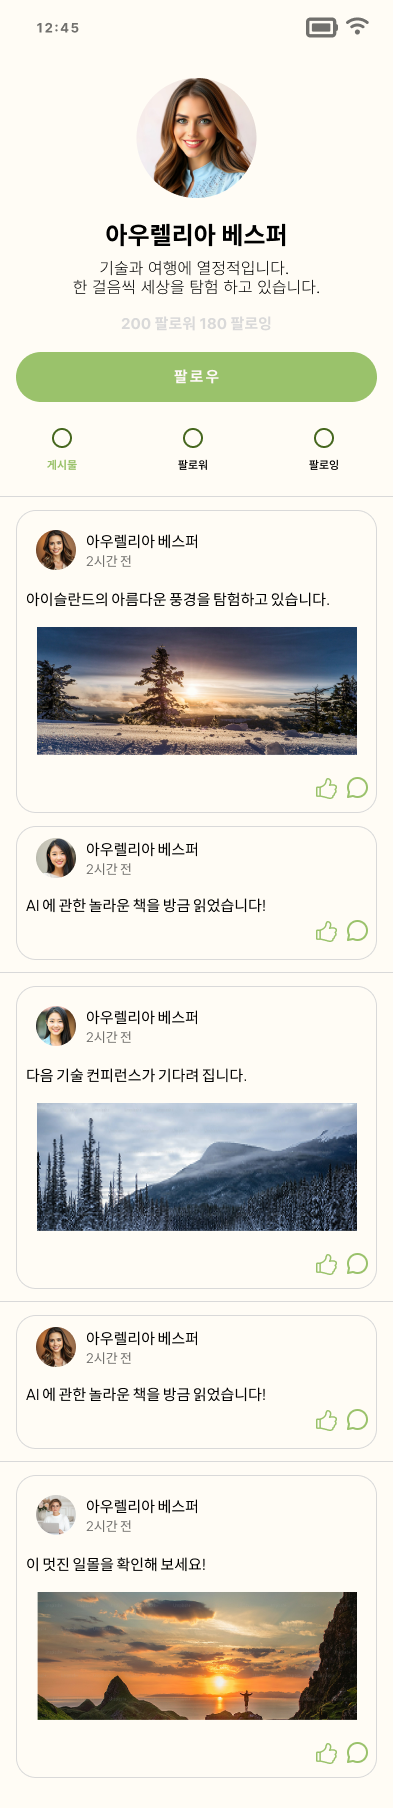 12:45
아우렐리아 베스퍼
기술과 여행에 열정적입니다.
한 걸음씩 세상을 탐험 하고 있습니다.
200 팔로워 180 팔로잉
팔로우
게시물 팔로워 팔로잉
아우렐리아 베스퍼
2시간 전
아이슬란드의 아름다운 풍경을 탐험하고 있습니다.
아우렐리아 베스퍼
2시간 전
AI 에 관한 놀라운 책을 방금 읽었습니다!
아우렐리아 베스퍼
2시간 전
다음 기술 컨피런스가 기다려 집니다.
아우렐리아 베스퍼
2시간 전
AI 에 관한 놀라운 책을 방금 읽었습니다!
아우렐리아 베스퍼
2시간 전
이 멋진 일몰을 확인해 보세요!